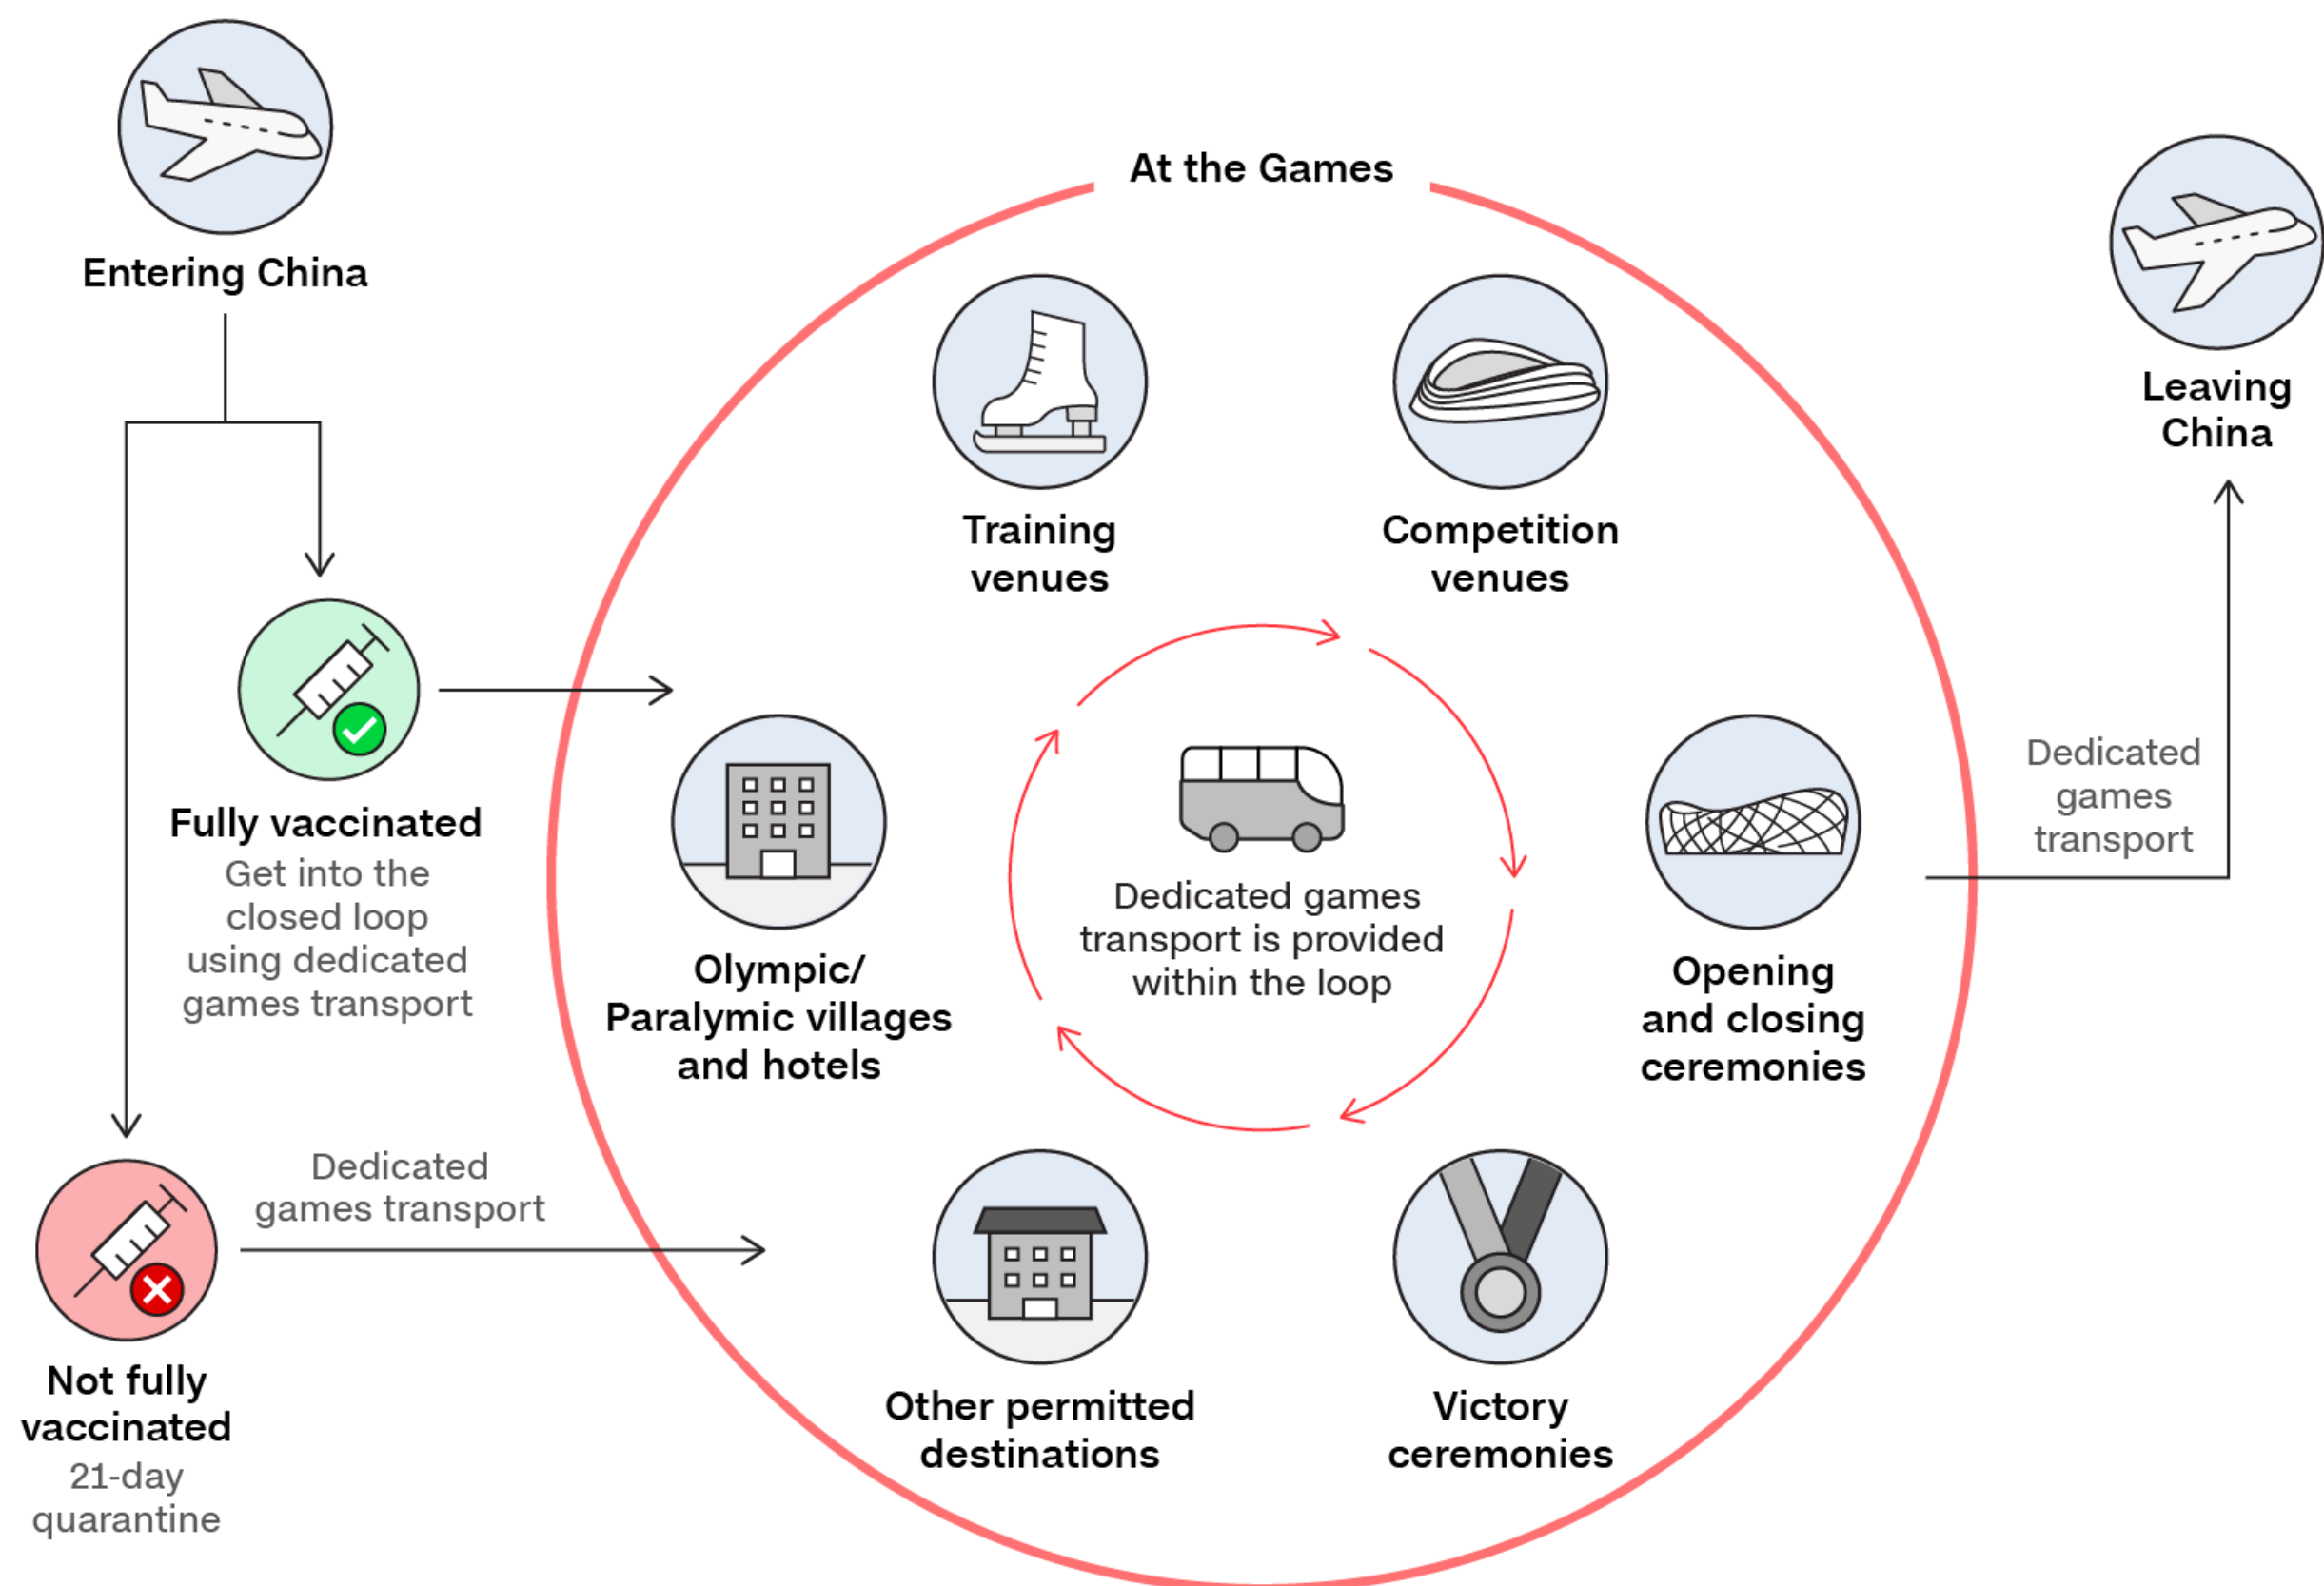 Entering China
At the Games
Leaving
China
Training
venues
Competition
venues
Fully vaccinated
Get into the
closed loop
using dedicated
games transport
Olympic/
Paralymic villages
and hotels
Dedicated games
transport is provided
within the loop
Opening
and closing
ceremonies
Dedicated
games
transport
Not fully
vaccinated
21-day
quarantine
Dedicated
games transport
Other permitted
destinations
Victory
ceremonies